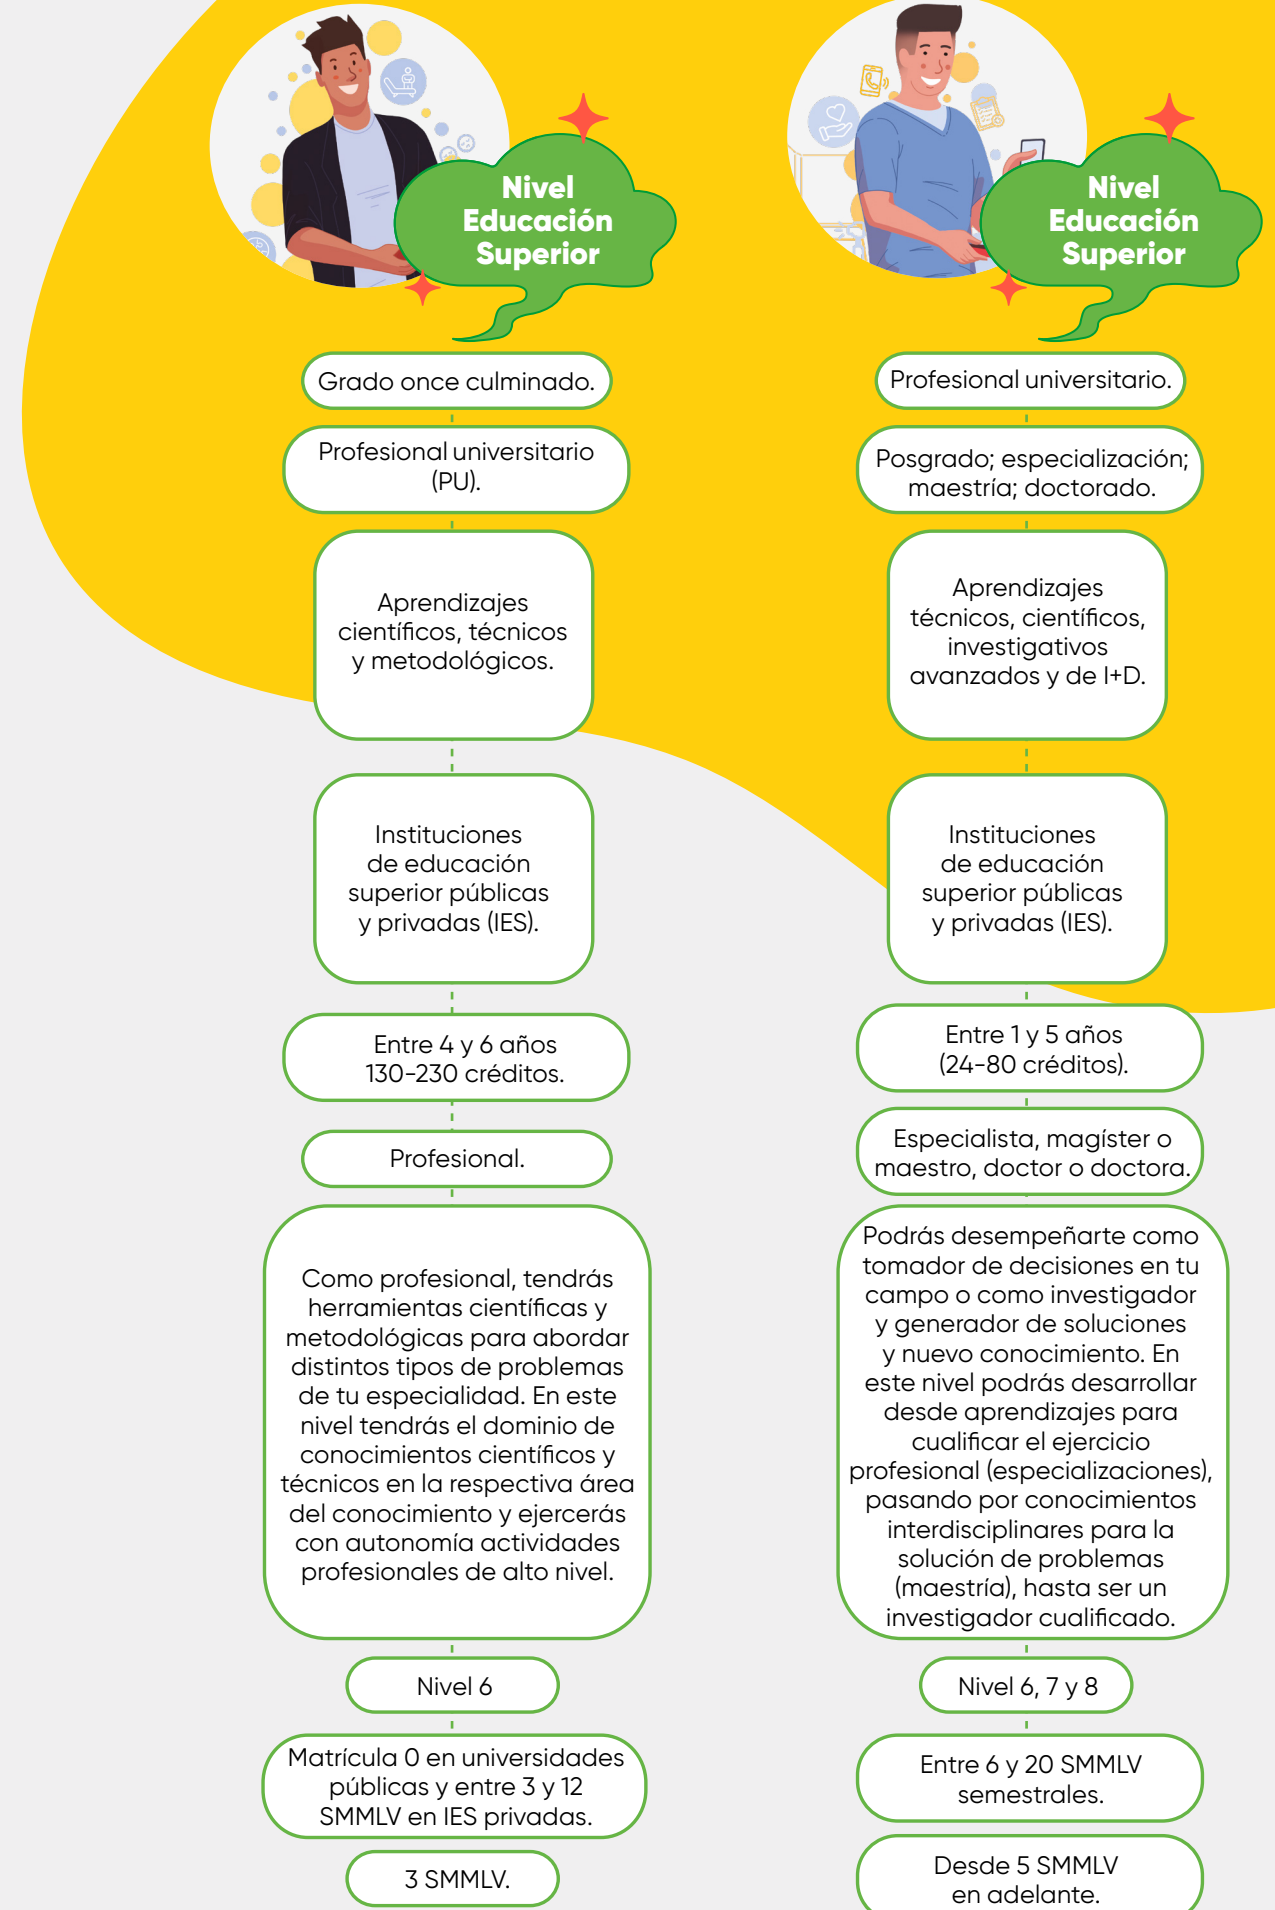 Nivel
Educación
Superior
Grado once culminado.
Profesional universitario
(PU).
Aprendizajes
científicos, técnicos
y metodológicos.
Instituciones
de educación
superior públicas
y privadas (IES).
Entre 4 y 6 años
130-230 créditos.
Profesional.
Como profesional, tendrás
herramientas científicas y
metodológicas para abordar
distintos tipos de problemas
de tu especialidad. En este
nivel tendrás el dominio de
conocimientos científicos y
técnicos en la respectiva área
del conocimiento y ejercerás
con autonomía actividades
profesionales de alto nivel.
Nivel 6
Matrícula 0 en universidades
públicas y entre 3 y 12
SMMLV en IES privadas.
3 SMMLV.
Nivel
Educación
Superior
Profesional universitario.
Posgrado; especialización;
maestría; doctorado.
Aprendizajes
técnicos, científicos,
investigativos
avanzados y de I+D.
Instituciones
de educación
superior públicas
y privadas (IES).
Entre 1 y 5 años
(24-80 créditos).
Especialista, magíster o
maestro, doctor o doctora.
Podrás desempeñarte como
tomador de decisiones en tu
campo o como investigador
y generador de soluciones
y nuevo conocimiento. En
este nivel podrás desarrollar
desde aprendizajes para
cualificar el ejercicio
profesional (especializaciones),
pasando por conocimientos
interdisciplinares para la
solución de problemas
(maestría), hasta ser un
investigador cualificado.
Nivel 6, 7 y 8
Entre 6 y 20 SMMLV
semestrales.
Desde 5 SMMLV
en adelante.